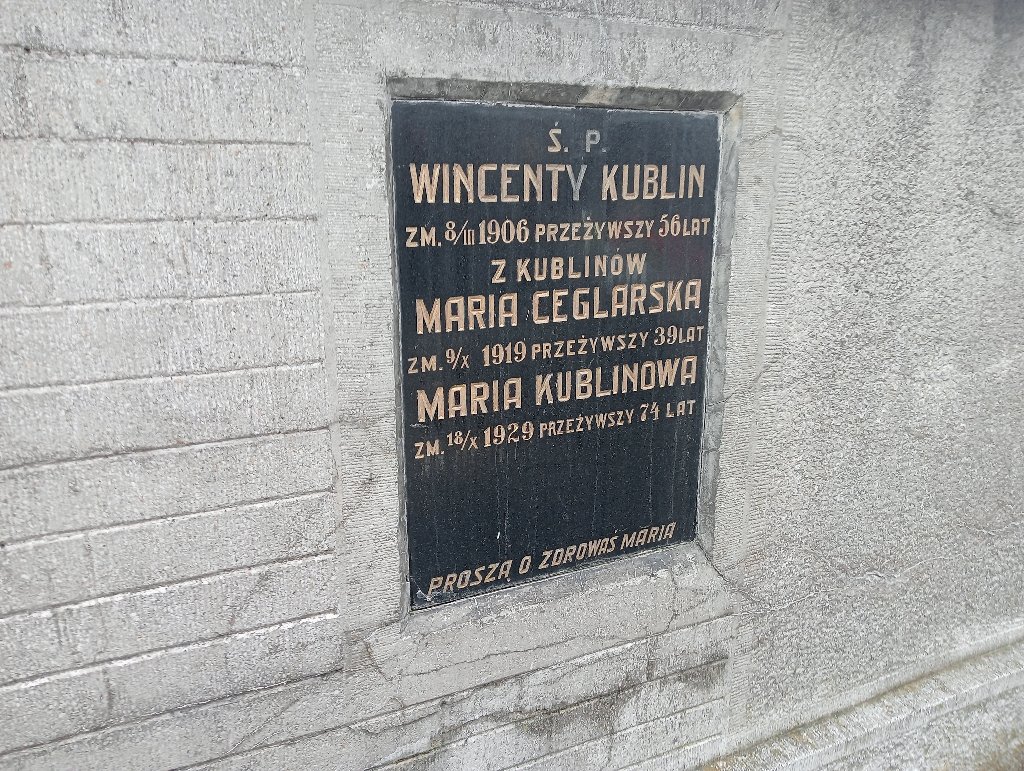 Ś. P.
WINCENTY KUBLIN
ZM. 8/III 1906 PRZEŻYWSZY 56 LAT
Z KUBLINÓW
MARIA CEGLARSKA
ZM. 9/X 1919 PRZEŻYWSZY 39 LAT
MARIA KUBLINOWA
ZM. 18/X 1929 PRZEŻYWSZY 74 LAT
PROSZĄ O ZDROWAŚ MARIA